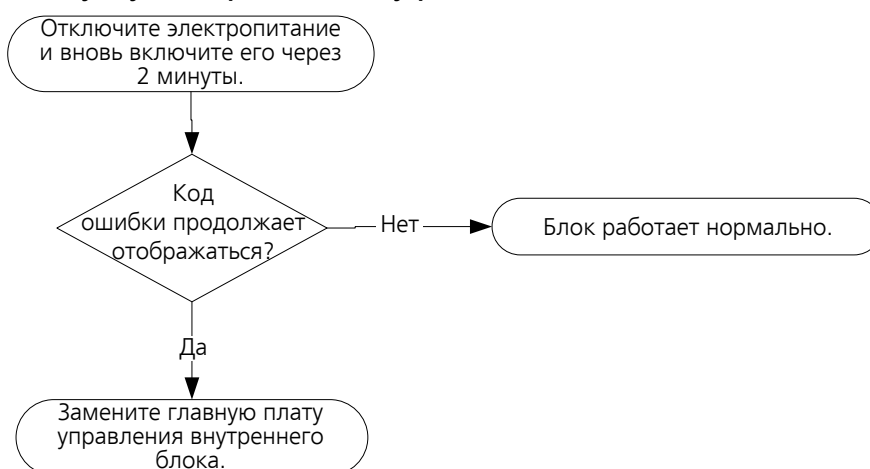 Отключите электропитание
и вновь включите его через
2 минуты.
Код
ошибки продолжает
отображаться?
Нет
Блок работает нормально.
Да
Замените главную плату
управления внутреннего
блока.